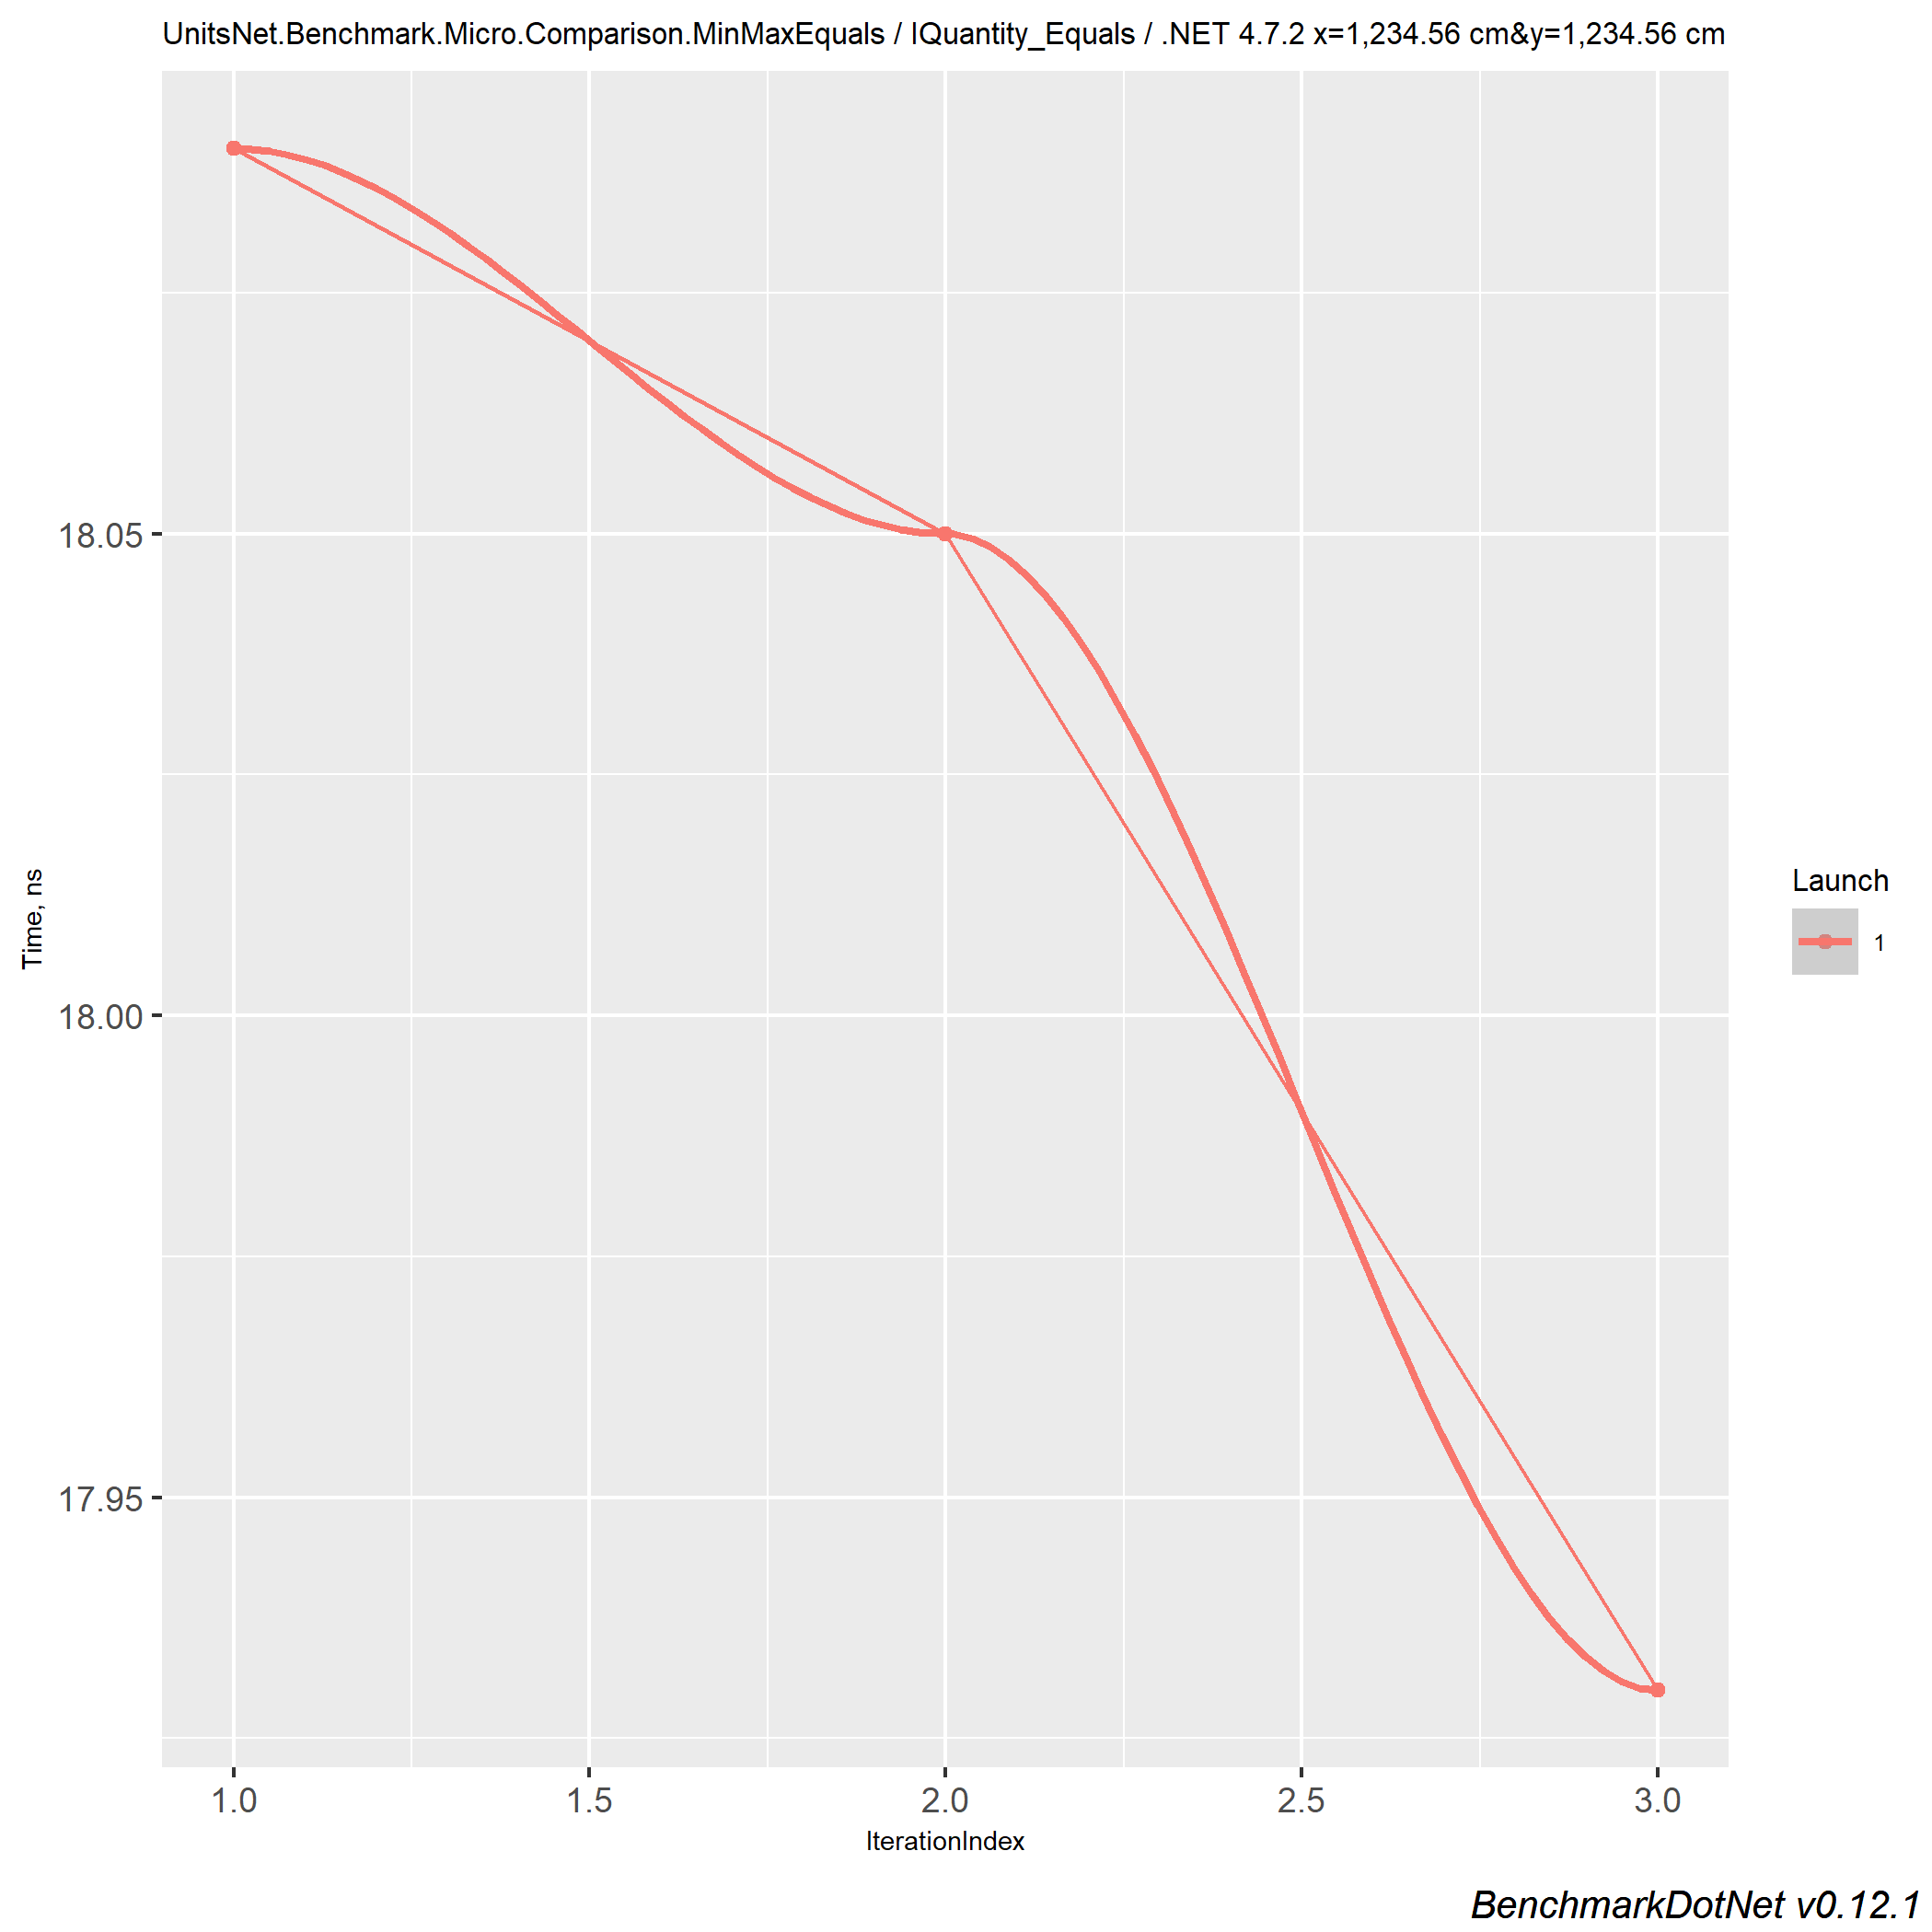 UnitsNet.Benchmark.Micro.Comparison.MinMaxEquals / IQuantity_Equals / .NET 4.7.2 x=1,234.56 cm&y=1,234.56 cm
18.05
18.00
17.95
Time, ns
1.0 1.5 2.0 2.5 3.0
IterationIndex
Launch
1
BenchmarkDotNet v0.12.1